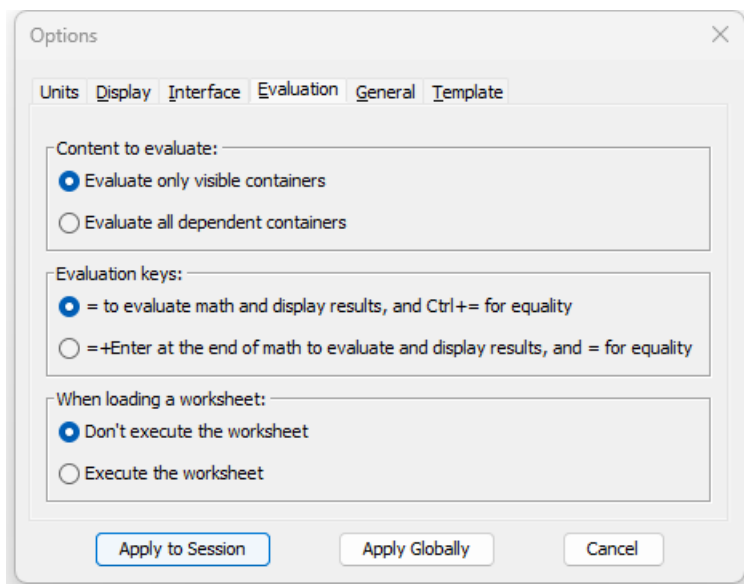 Options
Units Display Interface Evaluation General Template
Content to evaluate:
Evaluate only visible containers
Evaluate all dependent containers
Evaluation keys:
= to evaluate math and display results, and Ctrl+= for equality
=+Enter at the end of math to evaluate and display results, and = for equality
When loading a worksheet:
Don't execute the worksheet
Execute the worksheet
Apply to Session Apply Globally Cancel